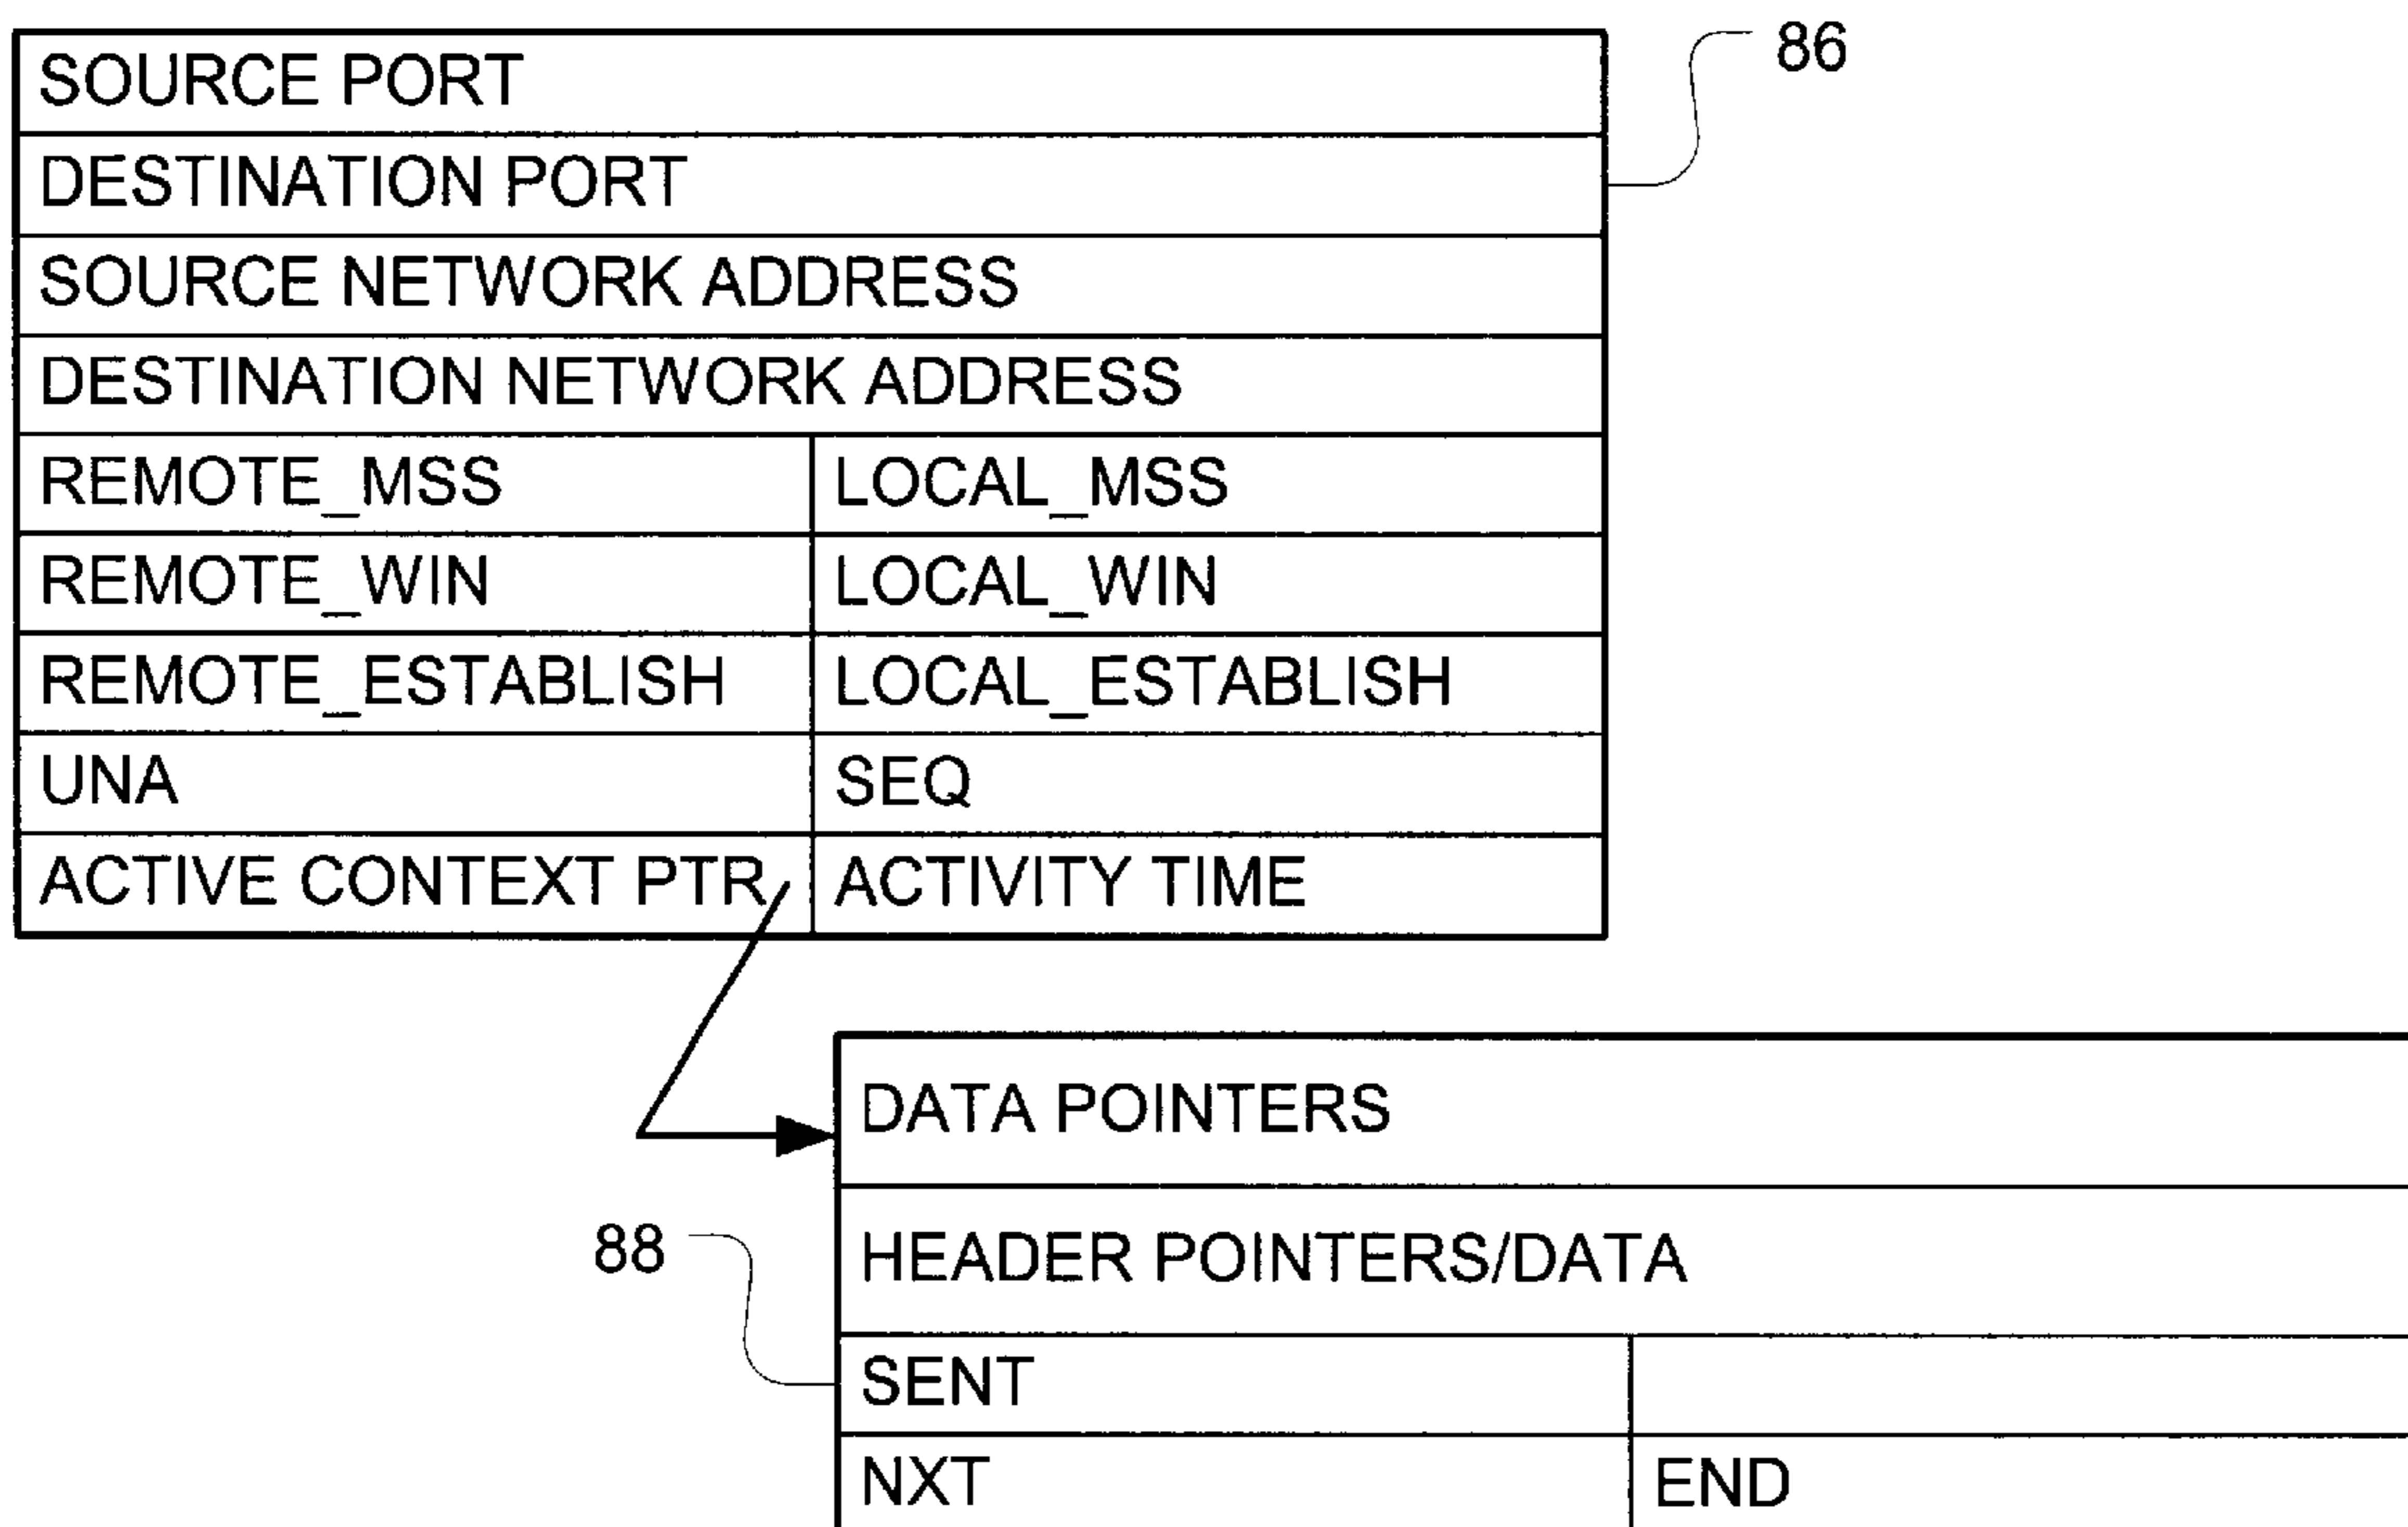 SOURCE PORT
86
DESTINATION PORT
SOURCE NETWORK ADDRESS
DESTINATION NETWORK ADDRESS
REMOTE_MSS LOCAL_MSS
REMOTE_WIN LOCAL_WIN
REMOTE_ESTABLISH LOCAL_ESTABLISH
UNA SEQ
ACTIVE CONTEXT PTR ACTIVITY TIME
DATA POINTERS
88 HEADER POINTERS/DATA
SENT
NXT END